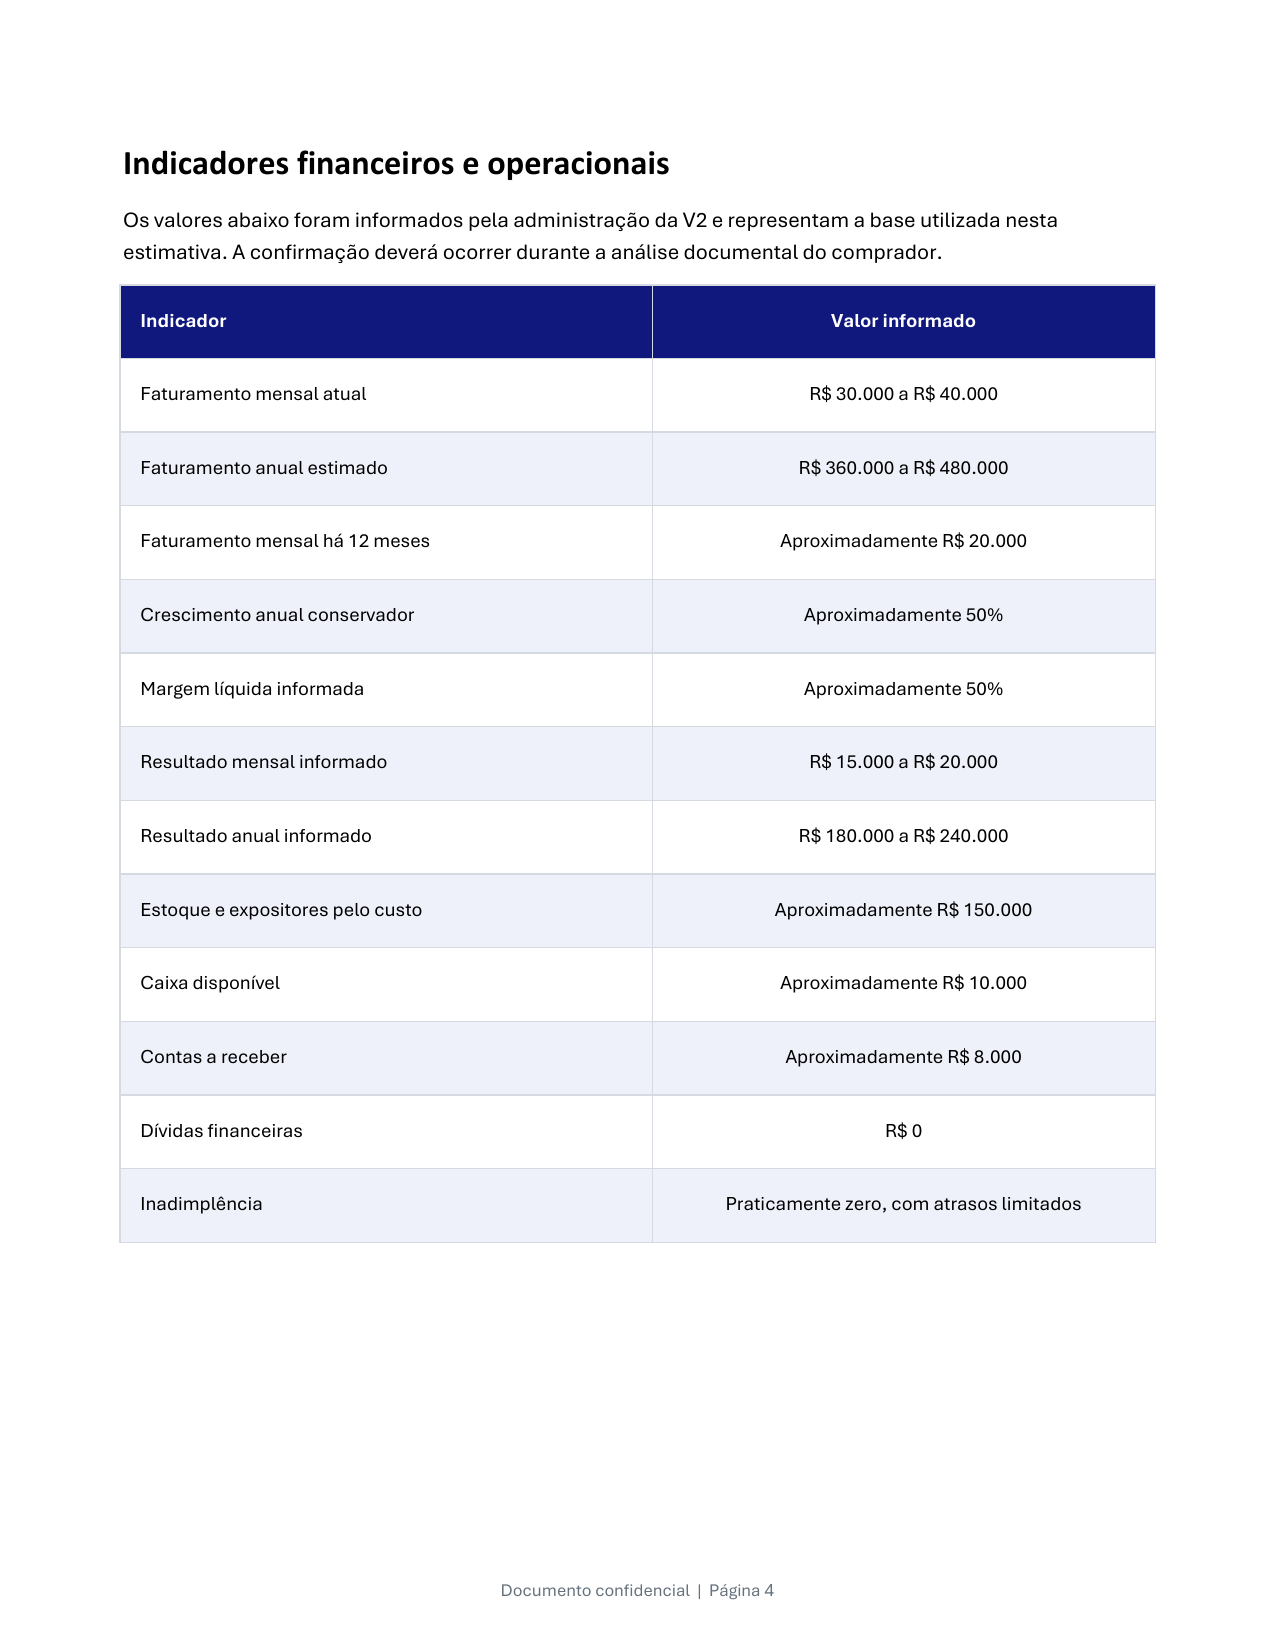 Indicadores financeiros e operacionais
Os valores abaixo foram informados pela administração da V2 e representam a base utilizada nesta
estimativa. A confirmação deverá ocorrer durante a análise documental do comprador.
Indicador Valor informado
Faturamento mensal atual R$ 30.000 a R$ 40.000
Faturamento anual estimado R$ 360.000 a R$ 480.000
Faturamento mensal há 12 meses Aproximadamente R$ 20.000
Crescimento anual conservador Aproximadamente 50%
Margem líquida informada Aproximadamente 50%
Resultado mensal informado R$ 15.000 a R$ 20.000
Resultado anual informado R$ 180.000 a R$ 240.000
Estoque e expositores pelo custo Aproximadamente R$ 150.000
Caixa disponível Aproximadamente R$ 10.000
Contas a receber Aproximadamente R$ 8.000
Dívidas financeiras R$ 0
Inadimplência Praticamente zero, com atrasos limitados
Documento confidencial | Página 4